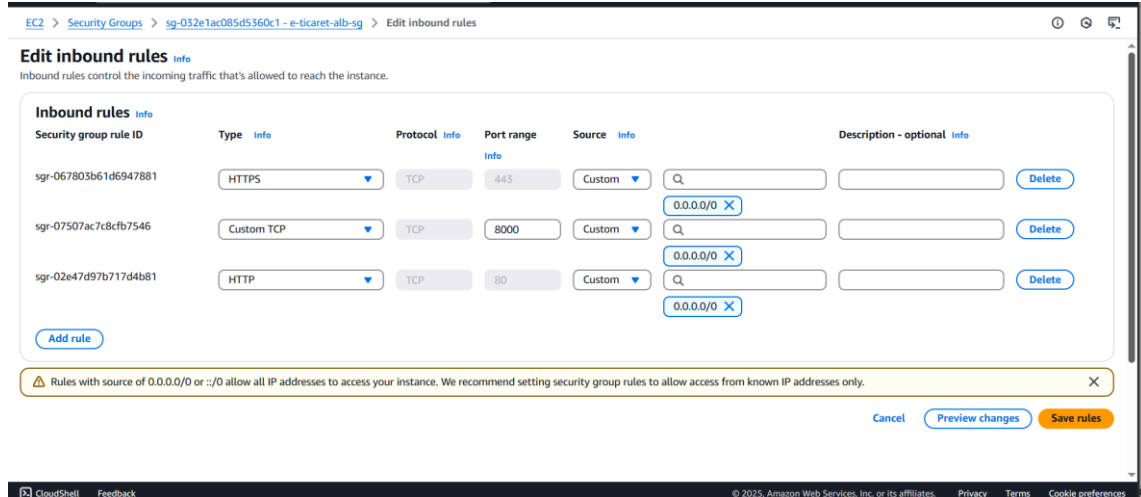 EC2 > Security Groups > sg-032e1ac085d5360c1 - e-ticaret-alb-sg > Edit inbound rules
Edit inbound rules Info
Inbound rules control the incoming traffic that's allowed to reach the instance.
Inbound rules Info
Security group rule ID Type Info Protocol Info Port range Info Source Info Description - optional Info
sgr-067803b61d6947881 HTTPS TCP 443 Custom Delete
0.0.0.0/0
sgr-07507ac7c8cfb7546 Custom TCP TCP 8000 Custom Delete
0.0.0.0/0
sgr-02e47d97b717d4b81 HTTP TCP 80 Custom Delete
0.0.0.0/0
Add rule
Rules with source of 0.0.0.0/0 or ::/0 allow all IP addresses to access your instance. We recommend setting security group rules to allow access from known IP addresses only.
Cancel Preview changes Save rules
CloudShell Feedback © 2025, Amazon Web Services, Inc. or its affiliates. Privacy Terms Cookie preferences